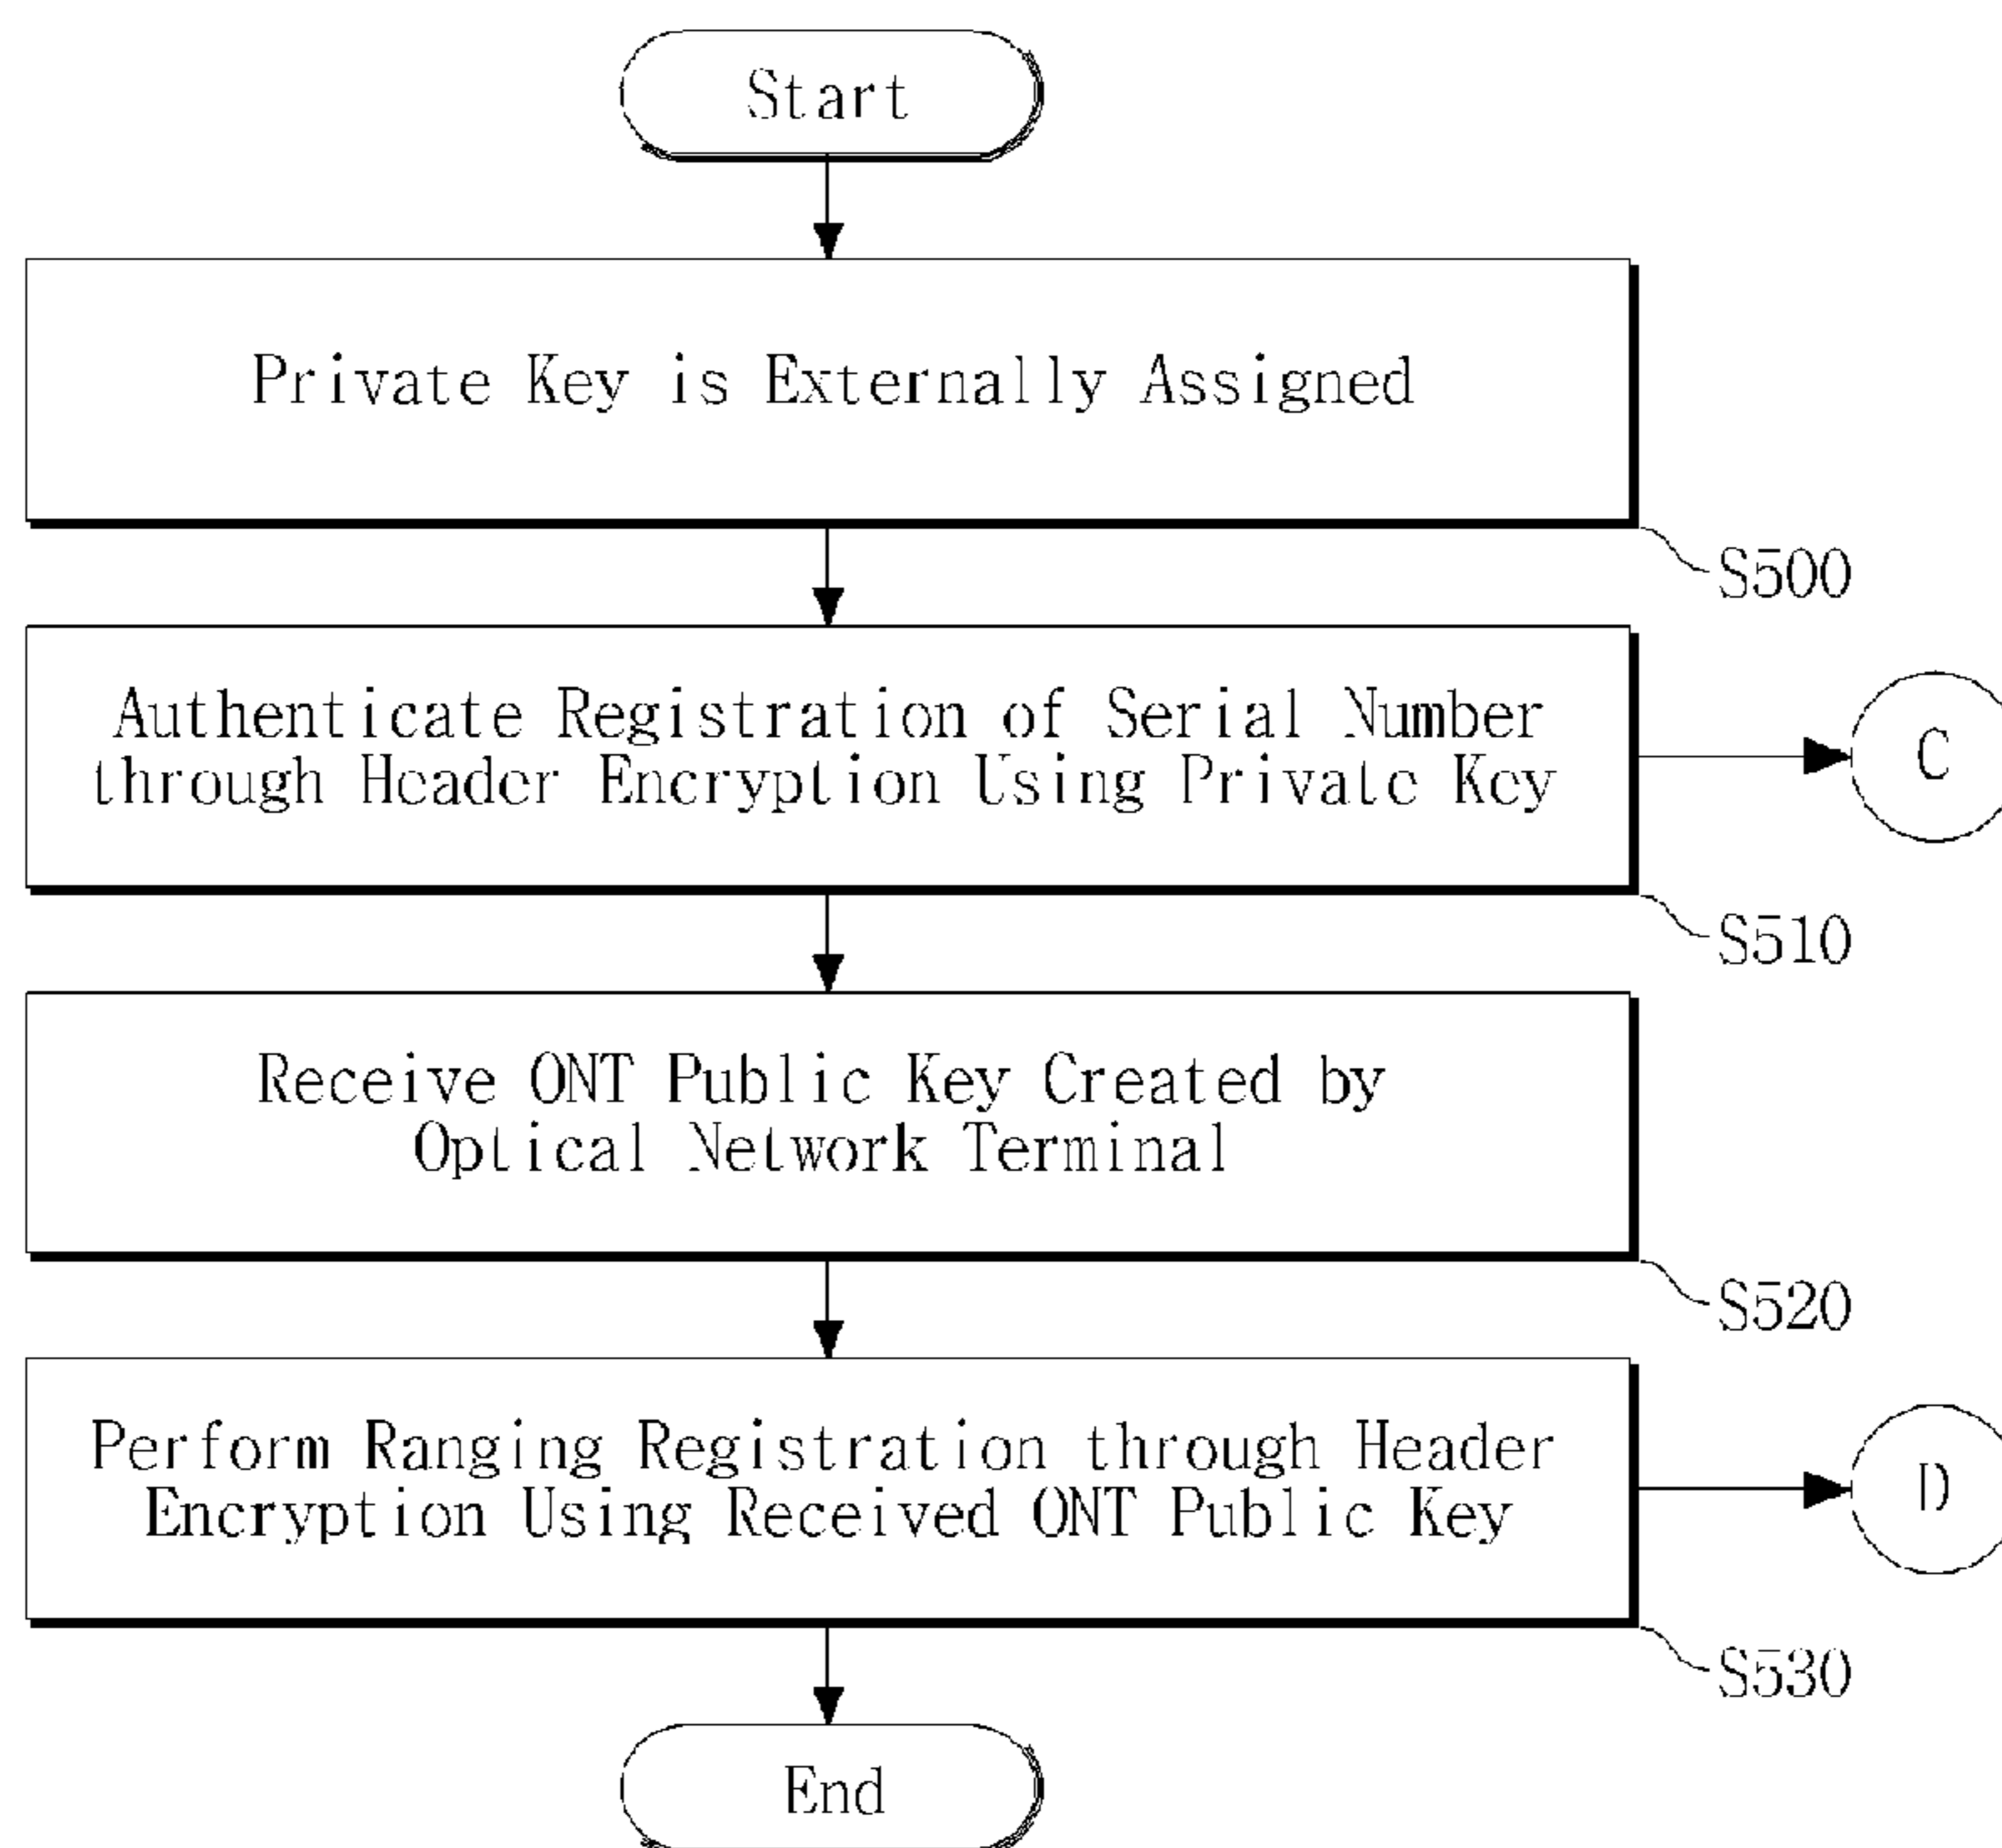 Start
Private Key is Externally Assigned
S500
Authenticate Registration of Serial Number
through Header Encryption Using Private Key
C
S510
Receive ONT Public Key Created by
Optical Network Terminal
S520
Perform Ranging Registration through Header
Encryption Using Received ONT Public Key
D
S530
End